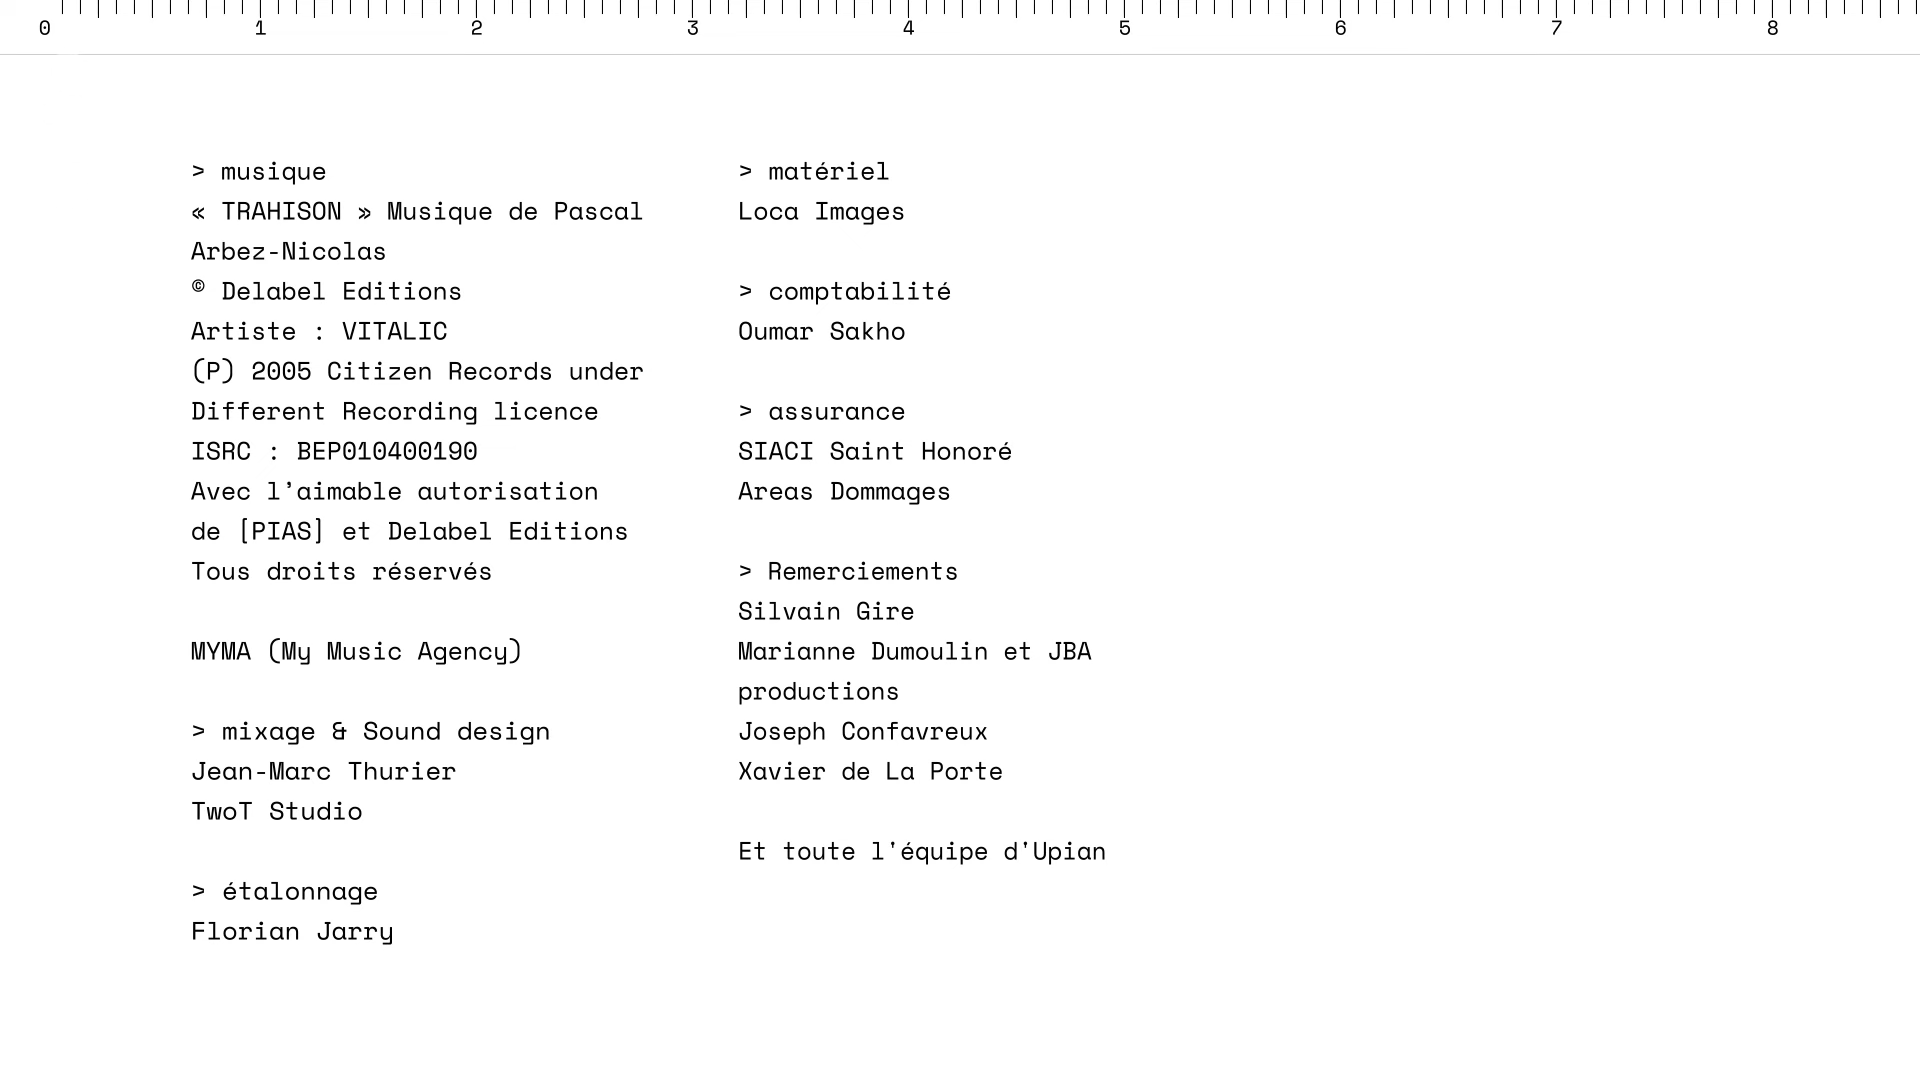 0 1 2 3 4 5 6 7 8
> musique
« TRAHISON » Musique de Pascal
Arbez-Nicolas
© Delabel Editions
Artiste : VITALIC
(P) 2005 Citizen Records under
Different Recording licence
ISRC : BEP010400190
Avec l’aimable autorisation
de [PIAS] et Delabel Editions
Tous droits réservés
MYMA (My Music Agency)
> mixage & Sound design
Jean-Marc Thurier
TwoT Studio
> étalonnage
Florian Jarry
> matériel
Loca Images
> comptabilité
Oumar Sakho
> assurance
SIACI Saint Honoré
Areas Dommages
> Remerciements
Silvain Gire
Marianne Dumoulin et JBA
productions
Joseph Confavreux
Xavier de La Porte
Et toute l'équipe d'Upian